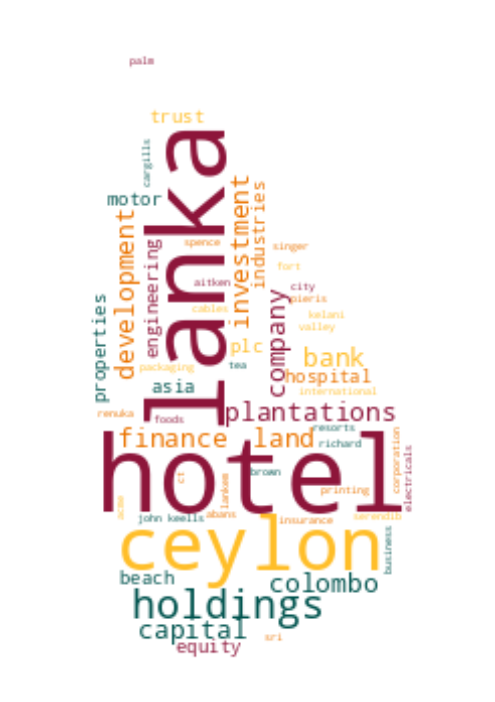 palm
trust
cargills
lanka
motor
investment
industries
development
engineering
spence
singer
fort
aitken
city
pieris
properties
company
cables
kelani
valley
plc
bank
packaging
tea
hospital
asia
international
renuka
foods
plantations
resorts
finance
land
richard
hotel
corporation
electricals
brown
ct
lankem
printing
acme
john keells
abans
insurance
serendib
ceylon
business
beach
colombo
holdings
capital
sri
equity